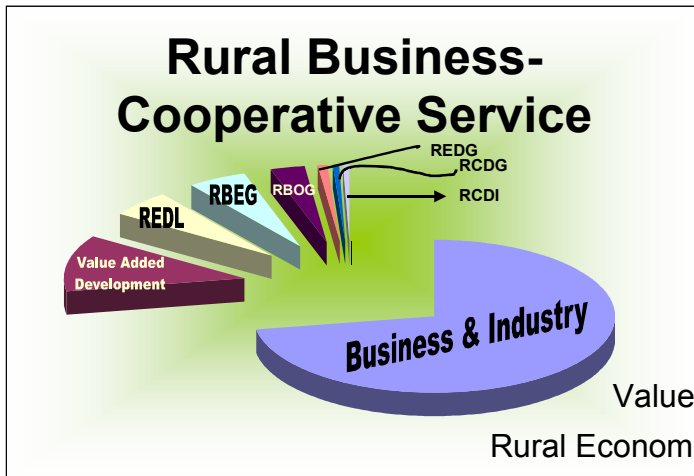 Rural Business-
Cooperative Service
REDG
RCDG
RCDI
RBOG
RBEG
REDL
Value Added
Development
Business & Industry
Value
Rural Econom